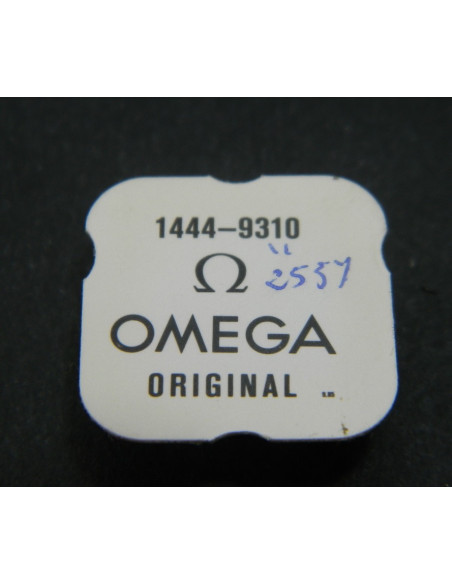 1444-9310
"
Ω 2557
OMEGA
ORIGINAL